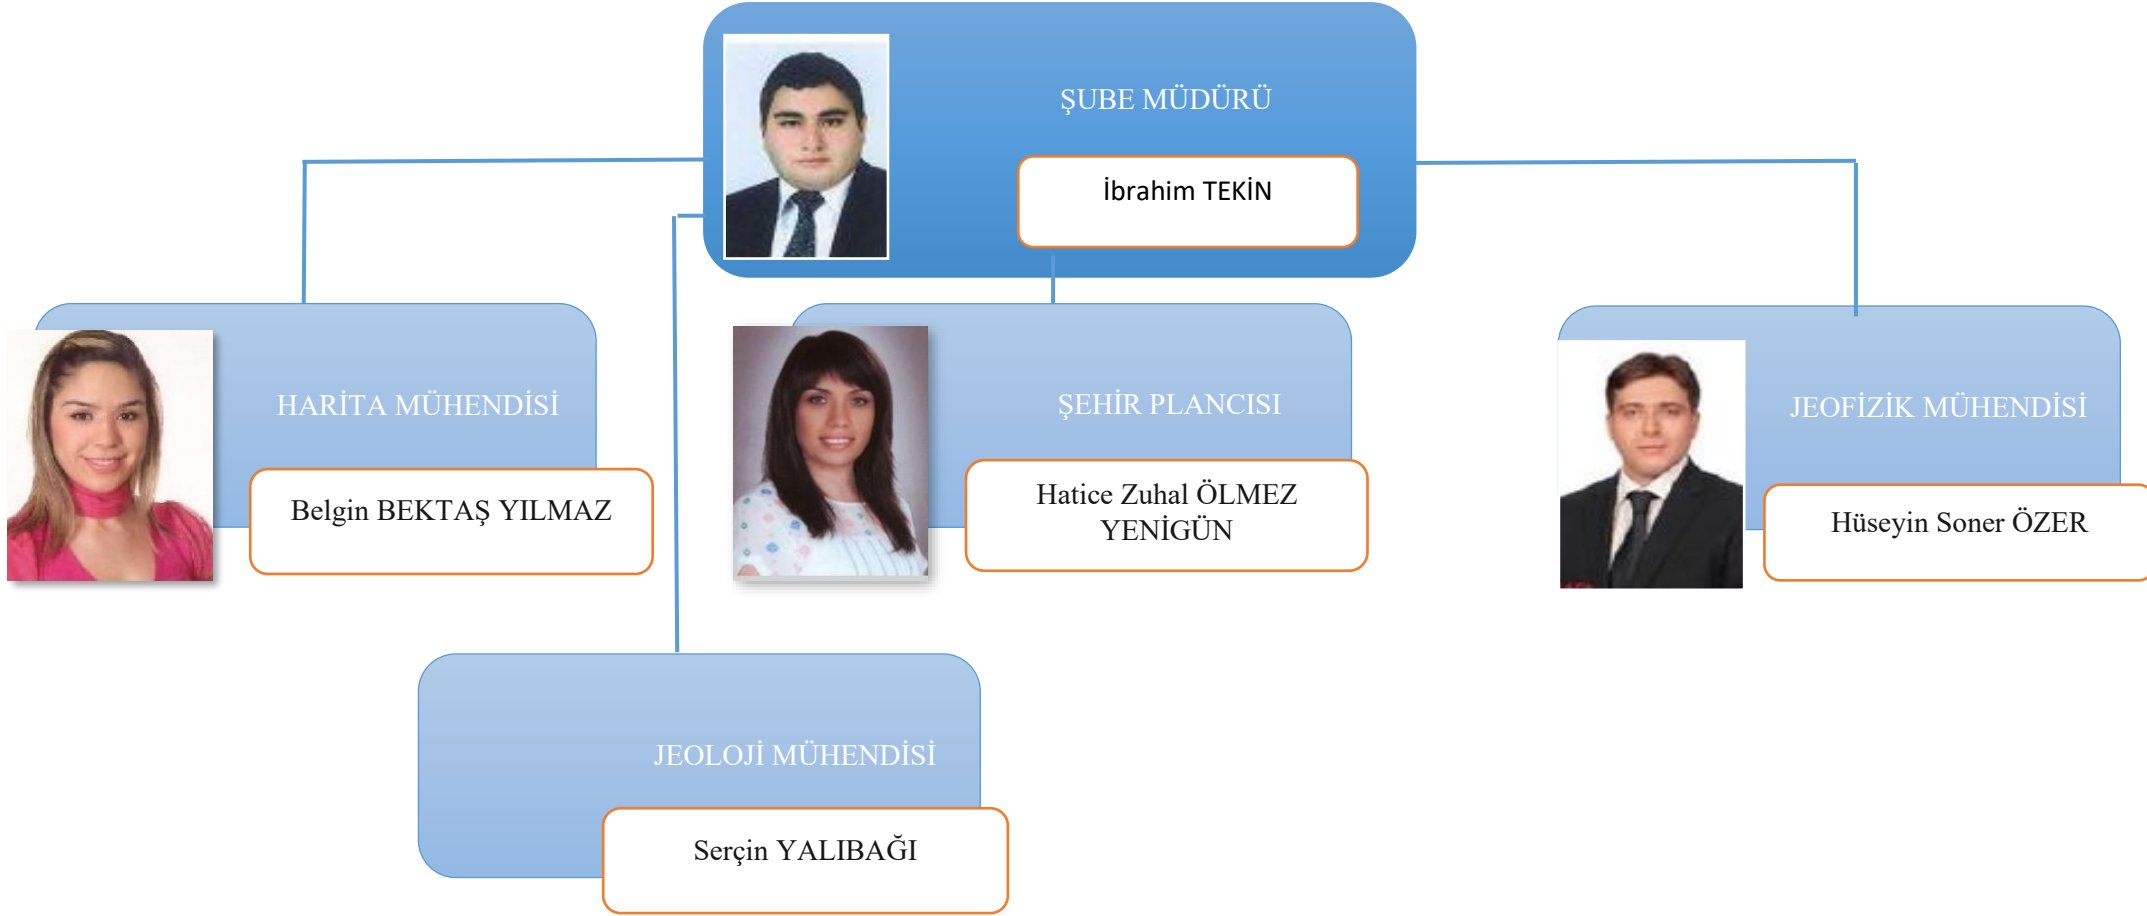 ŞUBE MÜDÜRÜ
İbrahim TEKİN
HARİTA MÜHENDİSİ
Belgin BEKTAŞ YILMAZ
ŞEHİR PLANCISI
Hatice Zuhal ÖLMEZ
YENİGÜN
JEOFİZİK MÜHENDİSİ
Hüseyin Soner ÖZER
JEOLOJİ MÜHENDİSİ
Serçin YALIBAĞI